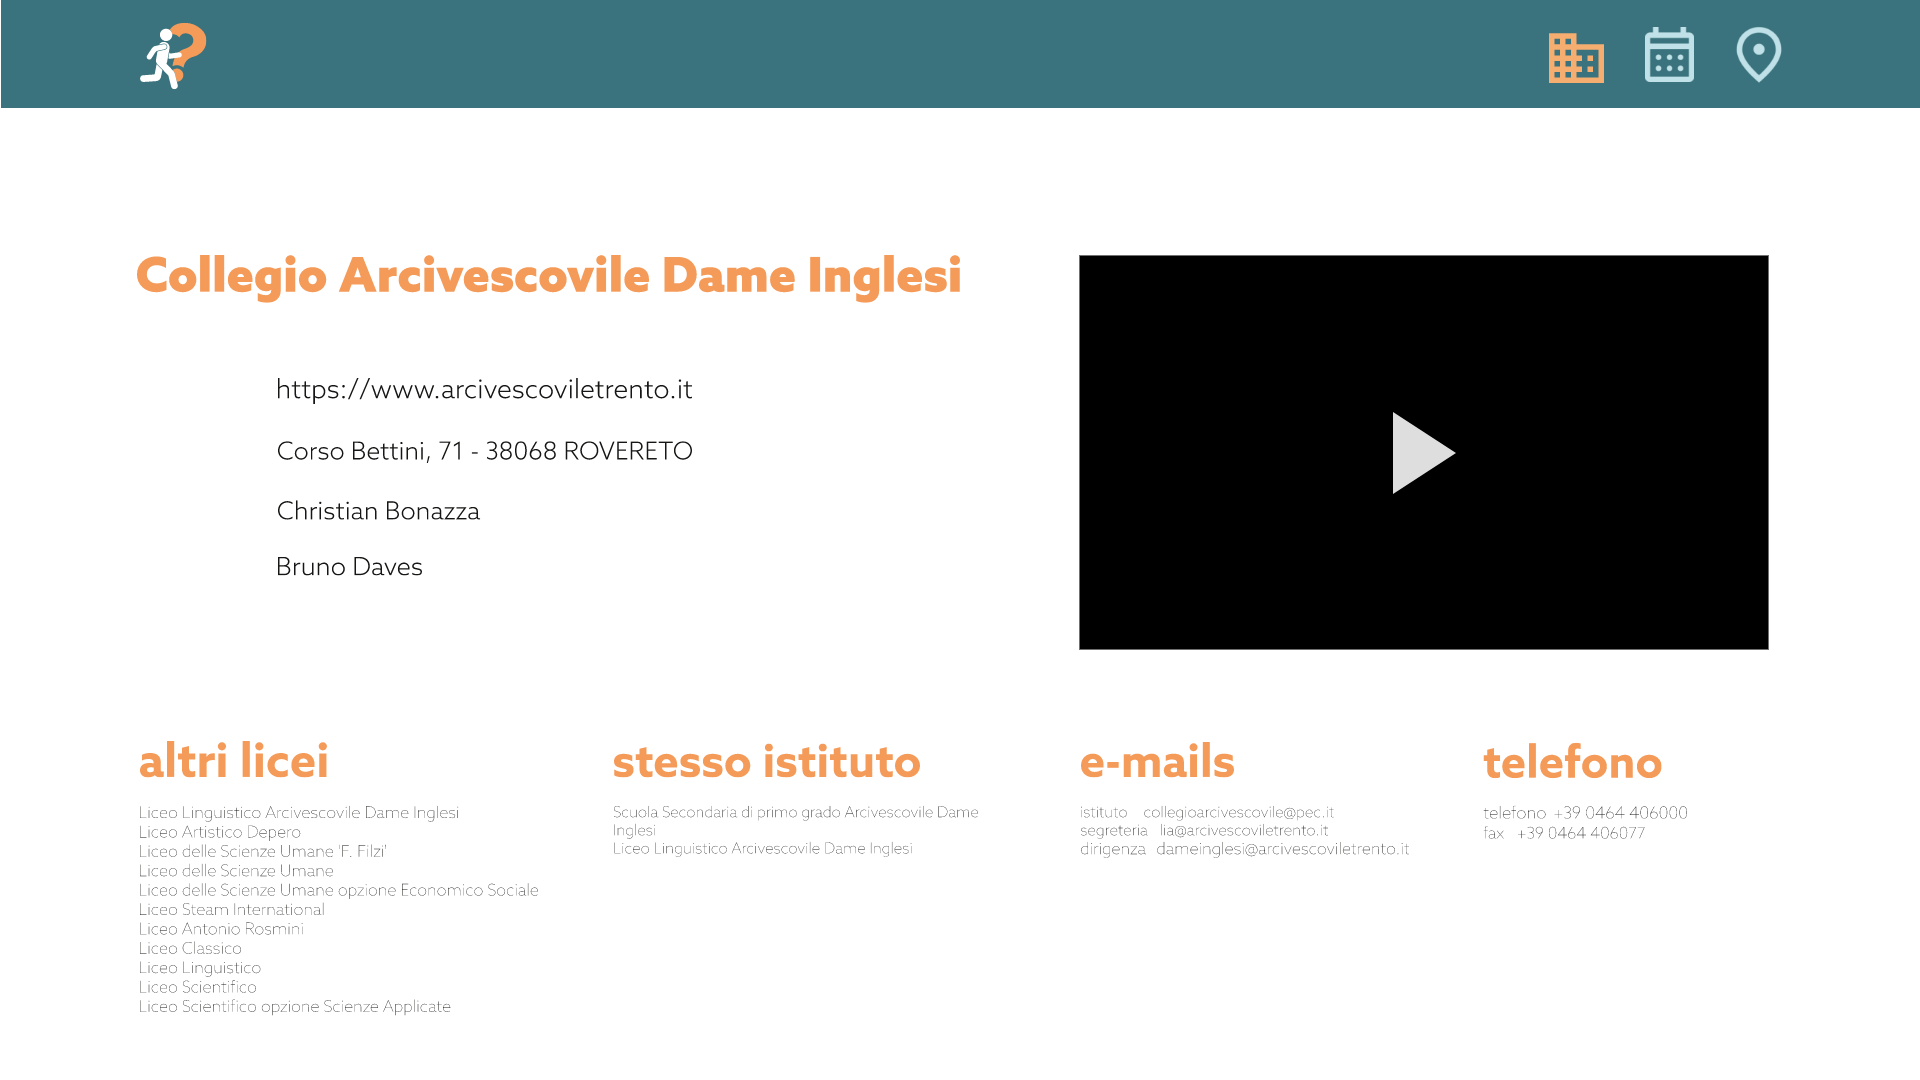 Collegio Arcivescovile Dame Inglesi
https://www.arcivescoviletrento.it
Corso Bettini, 71 - 38068 ROVERETO
Christian Bonazza
Bruno Daves
altri licei
Liceo Linguistico Arcivescovile Dame Inglesi
Liceo Artistico Depero
Liceo delle Scienze Umane 'F. Filzi'
Liceo delle Scienze Umane
Liceo delle Scienze Umane opzione Economico Sociale
Liceo Steam International
Liceo Antonio Rosmini
Liceo Classico
Liceo Linguistico
Liceo Scientifico
Liceo Scientifico opzione Scienze Applicate
stesso istituto
Scuola Secondaria di primo grado Arcivescovile Dame
Inglesi
Liceo Linguistico Arcivescovile Dame Inglesi
e-mails
istituto collegioarcivescovile@pec.it
segreteria lia@arcivescoviletrento.it
dirigenza dameinglesi@arcivescoviletrento.it
telefono
telefono +39 0464 406000
fax +39 0464 406077